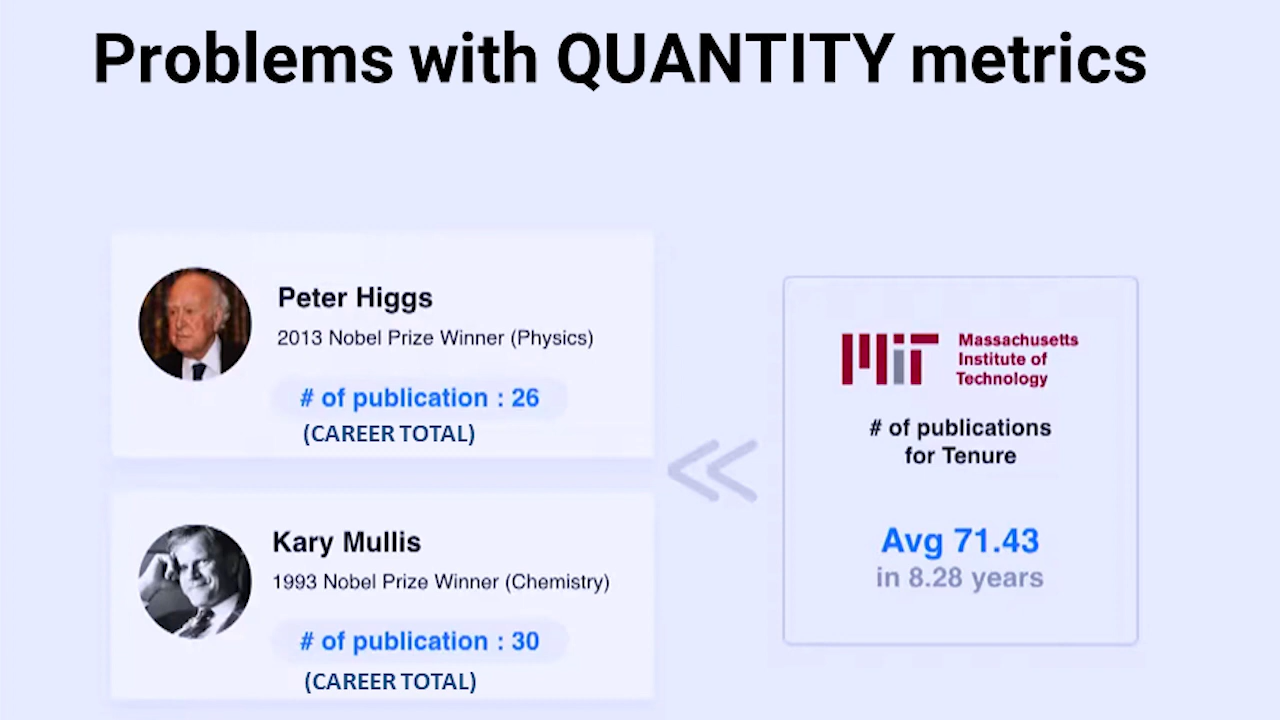 Problems with QUANTITY metrics
Peter Higgs
2013 Nobel Prize Winner (Physics)
# of publication : 26
(CAREER TOTAL)
Kary Mullis
1993 Nobel Prize Winner (Chemistry)
# of publication : 30
(CAREER TOTAL)
MiT
Massachusetts
Institute of
Technology
# of publications
for Tenure
Avg 71.43
in 8.28 years